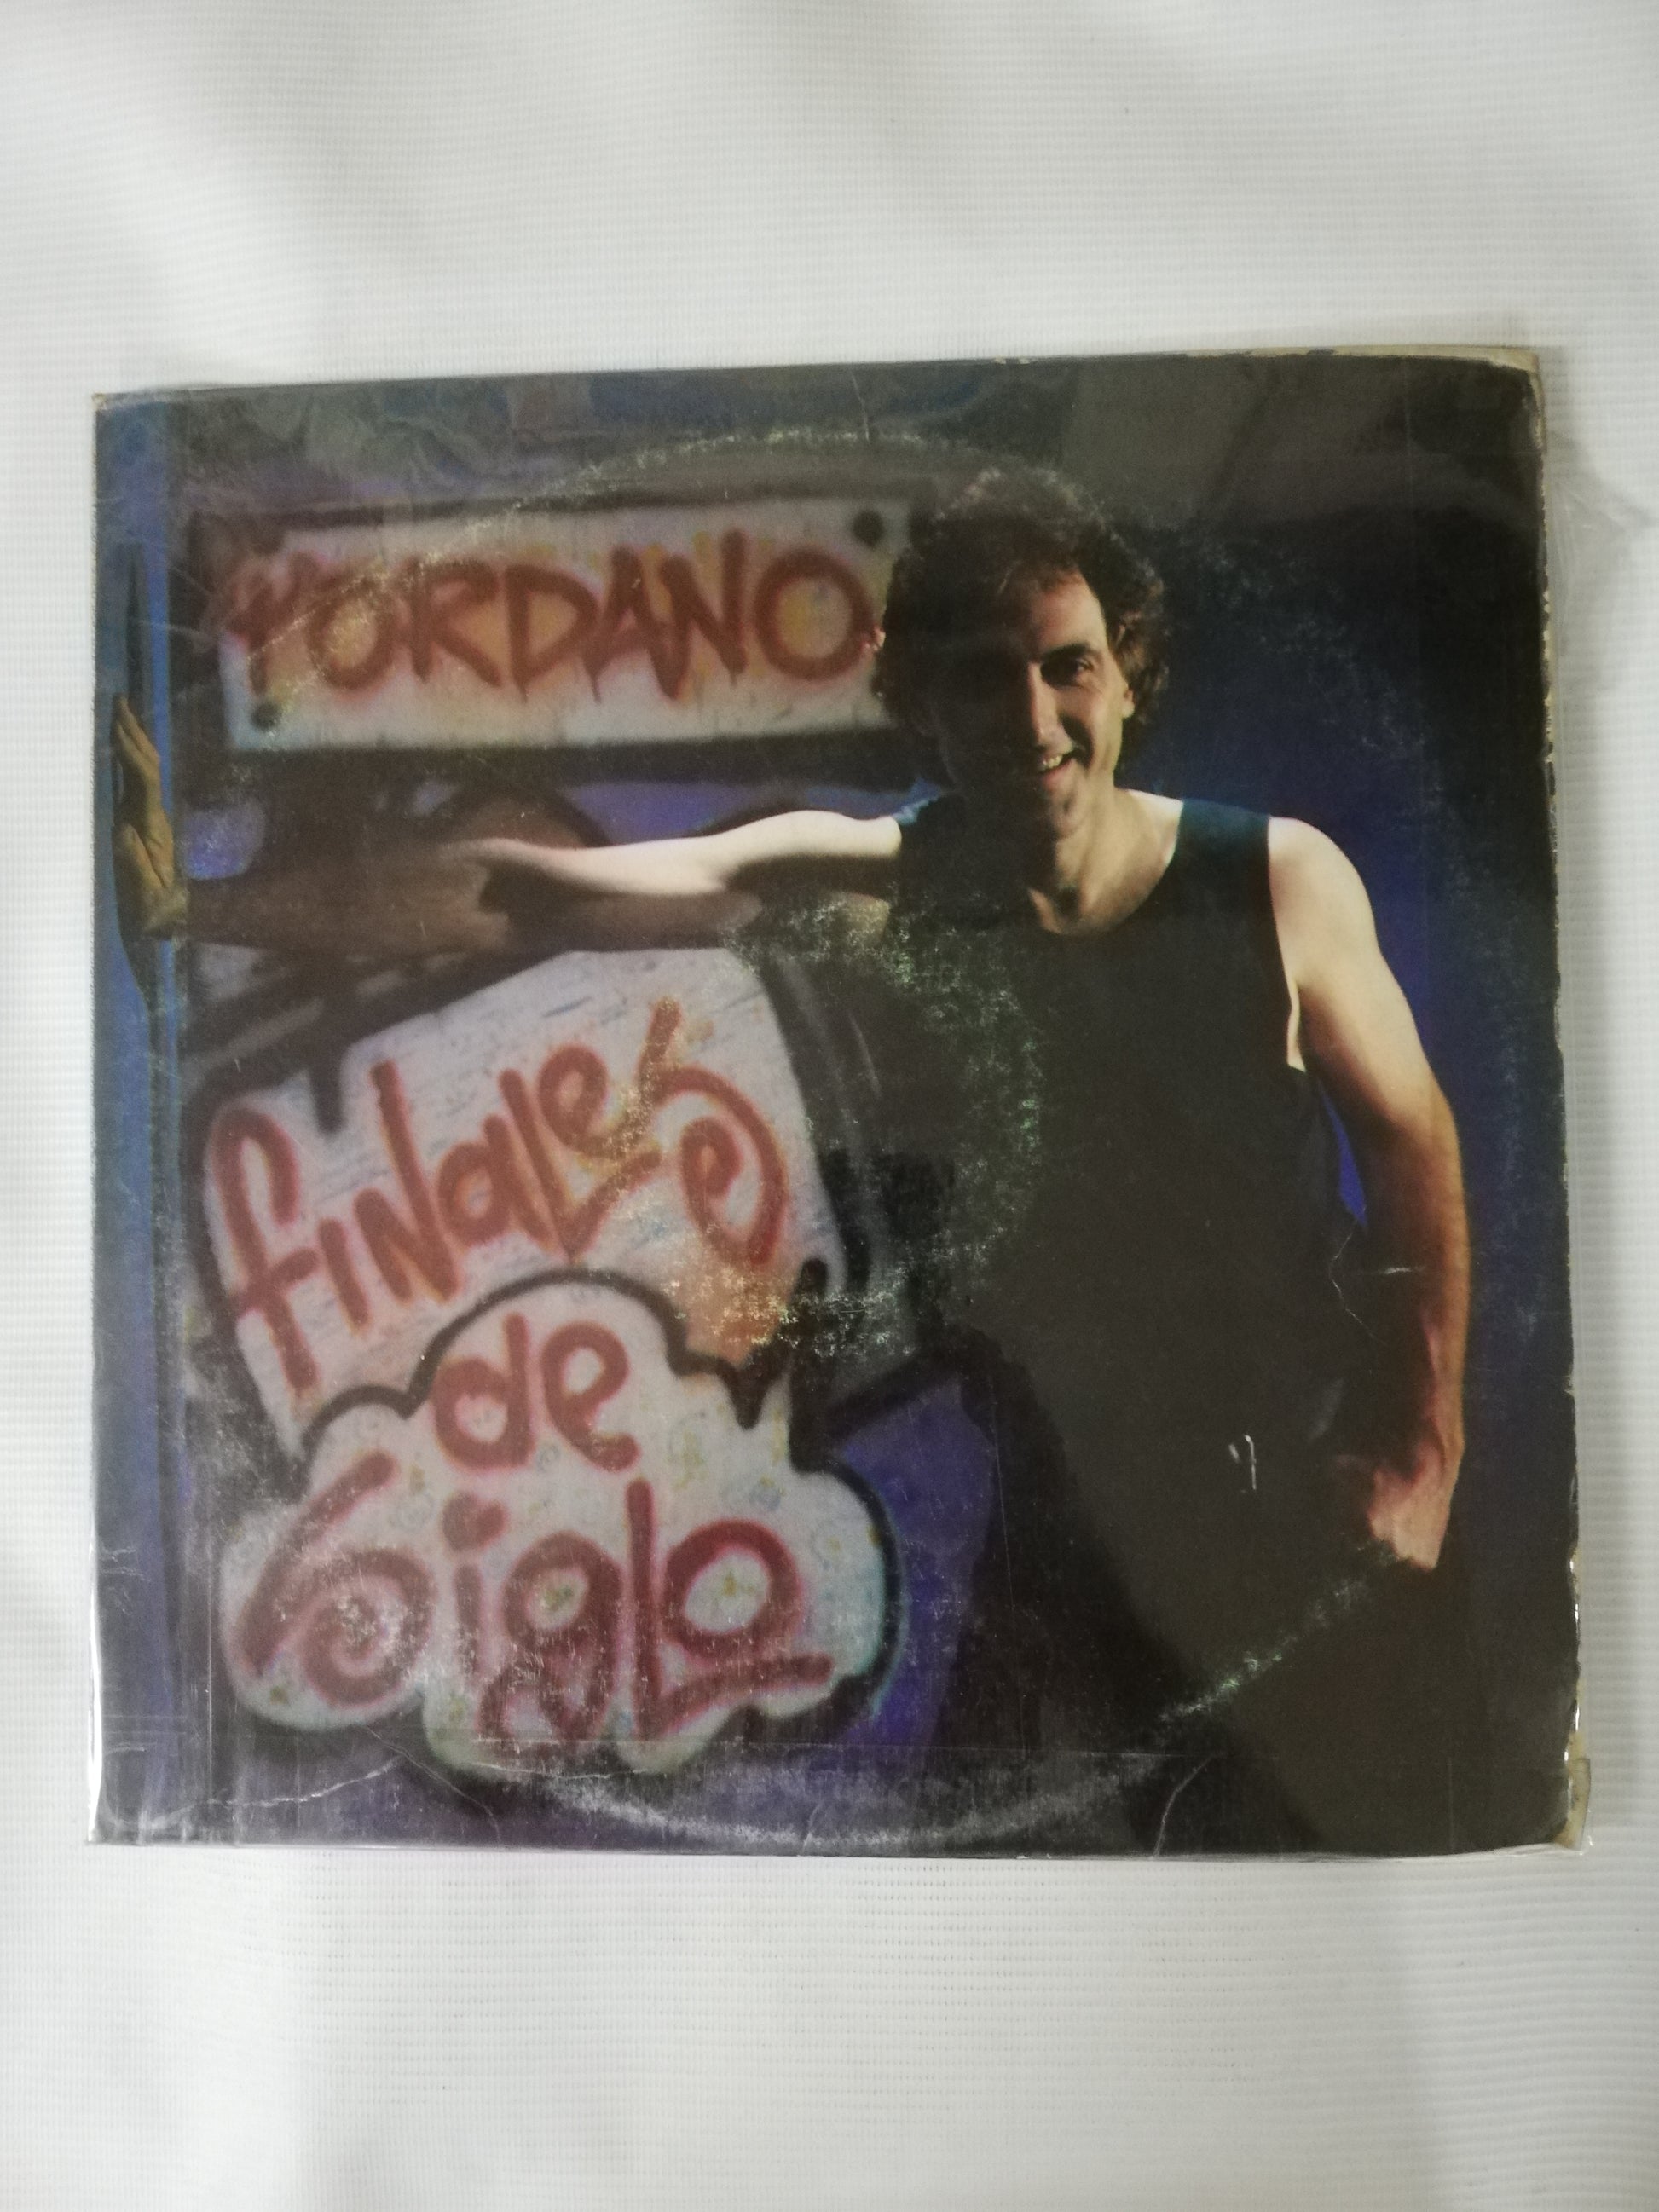 YORDANO
finales
de
Siglo